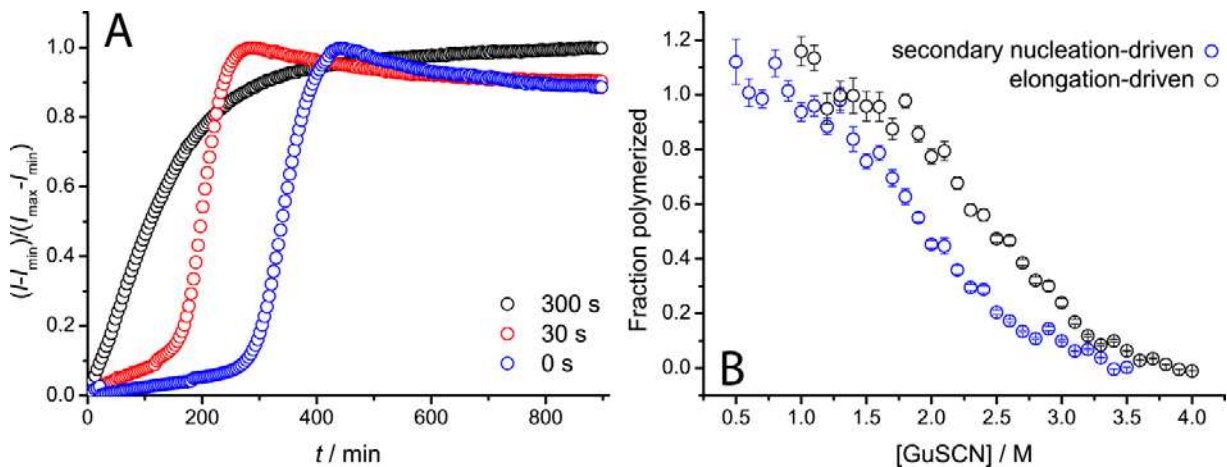 A
(I-I_min)/(I_max-I_min)
1.0
0.8
0.6
0.4
0.2
0.0
300 s
30 s
0 s
0
200
400
600
800
t / min
B
Fraction polymerized
1.2
1.0
0.8
0.6
0.4
0.2
0.0
secondary nucleation-driven
elongation-driven
0.5
1.0
1.5
2.0
2.5
3.0
3.5
4.0
[GuSCN] / M